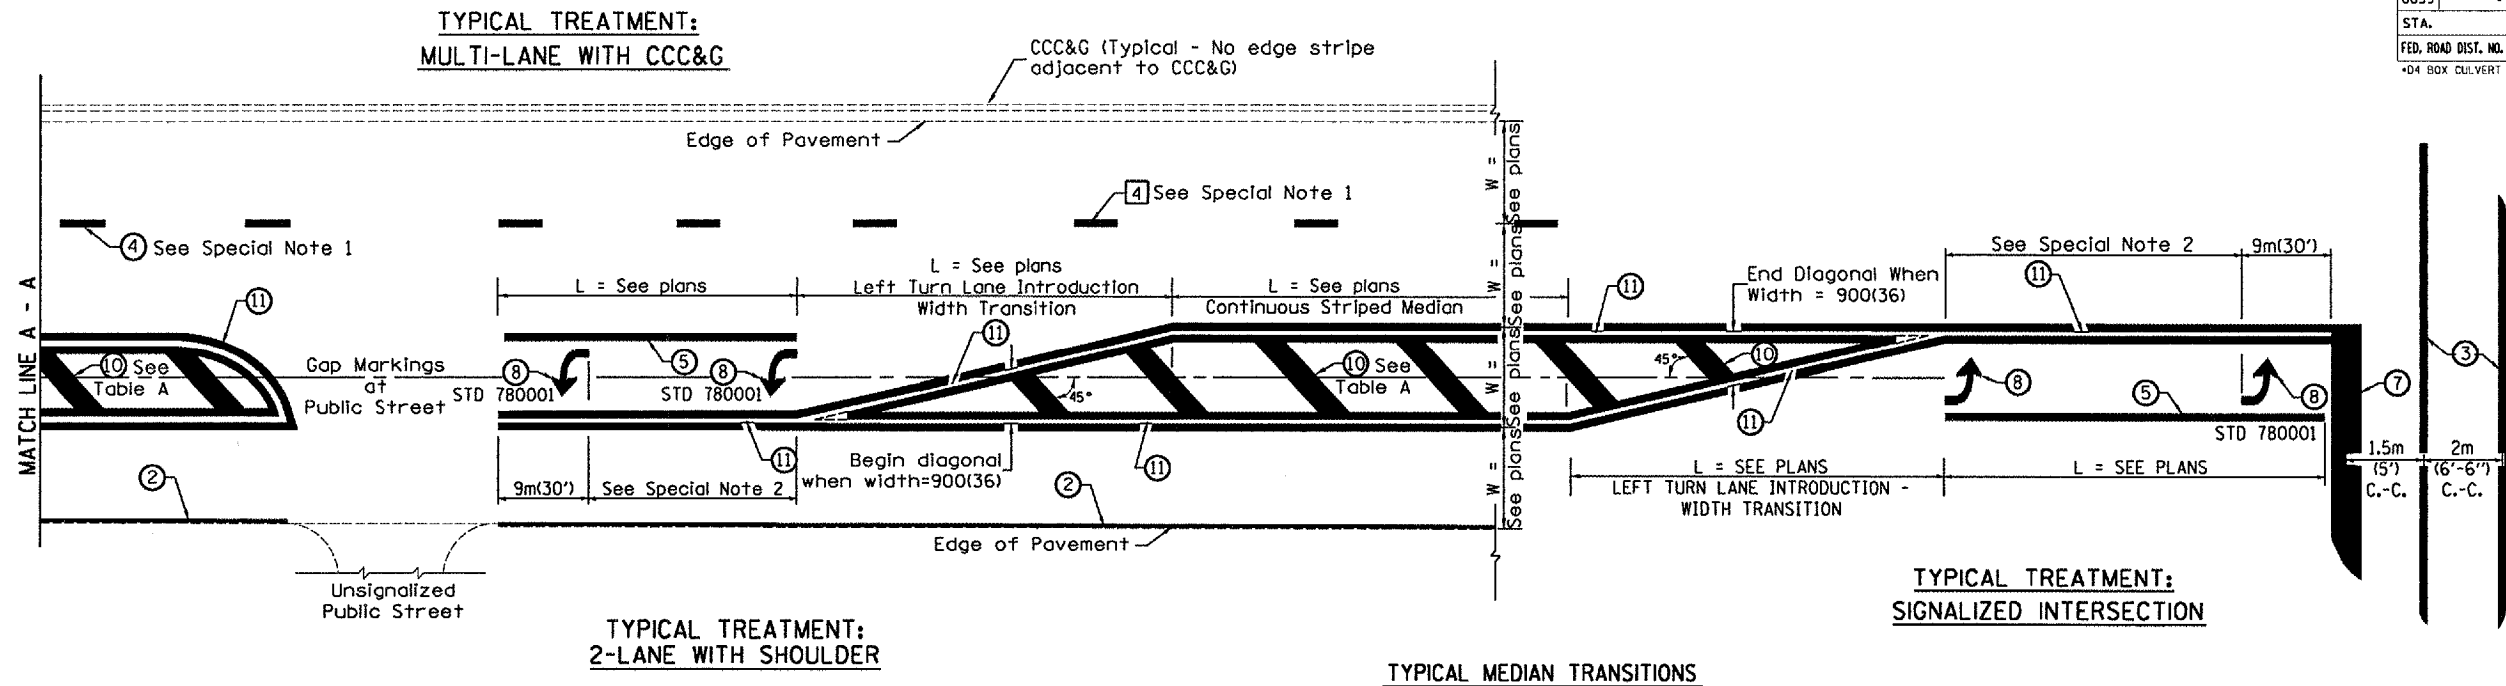 TYPICAL TREATMENT:
MULTI-LANE WITH CCC&G
STA.
FED. ROAD DIST. NO.
*D4 BOX CULVERT
CCC&G (Typical - No edge stripe
adjacent to CCC&G)
Edge of Pavement
W =
See plans
4 See Special Note 1
4 See Special Note 1
W =
See plans
MATCH LINE A - A
11
10 See
Table A
Gap Markings
at
Public Street
L = See plans
L = See plans
Left Turn Lane Introduction
Width Transition
L = See plans
Continuous Striped Median
5
8
STD 780001
8
STD 780001
11
45°
10 See
Table A
W =
See plans
11
End Diagonal When
Width = 900(36)
11
See Special Note 2
9m(30')
45°
10
8
8
5
STD 780001
7
3
11
11
Begin diagonal
when width=900(36)
11
9m(30')
See Special Note 2
2
2
W =
See plans
L = SEE PLANS
LEFT TURN LANE INTRODUCTION -
WIDTH TRANSITION
L = SEE PLANS
1.5m
(5')
C.-C.
2m
(6'-6")
C.-C.
Edge of Pavement
Unsignalized
Public Street
TYPICAL TREATMENT:
2-LANE WITH SHOULDER
TYPICAL TREATMENT:
SIGNALIZED INTERSECTION
TYPICAL MEDIAN TRANSITIONS